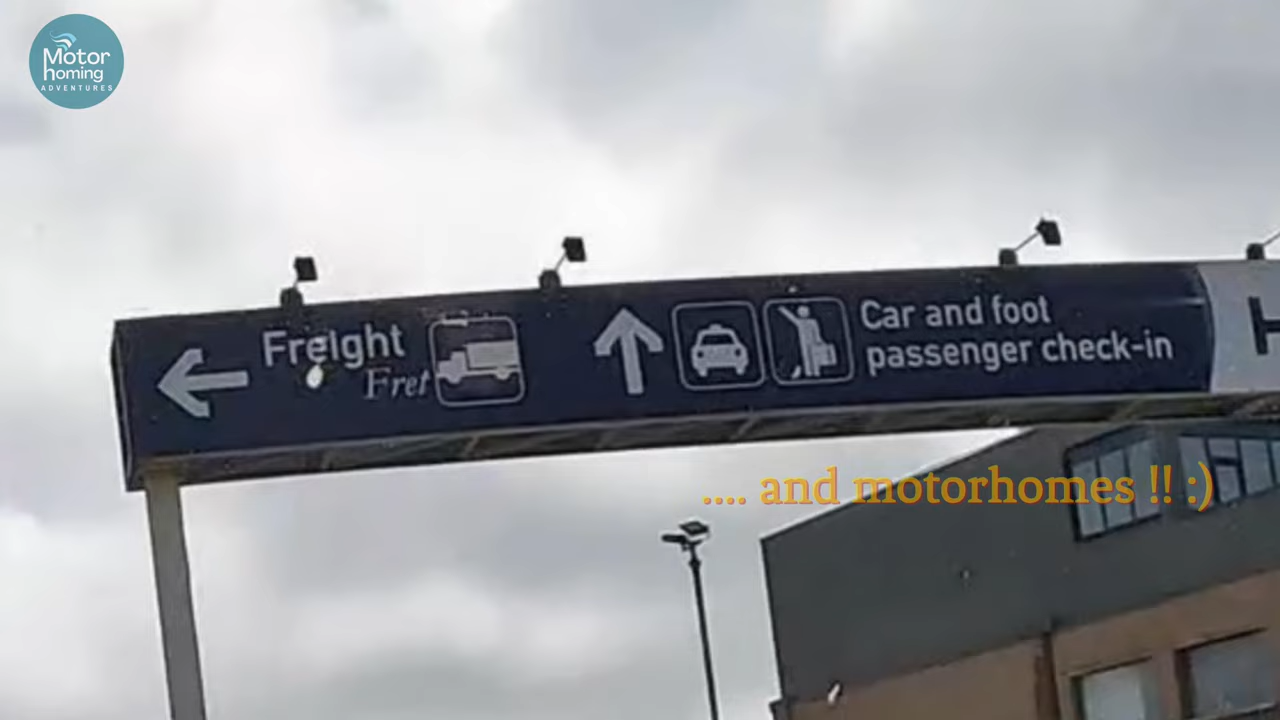 Motor
homing
ADVENTURES
Freight
Fret
Car and foot
passenger check-in
H
.... and motorhomes !! :)